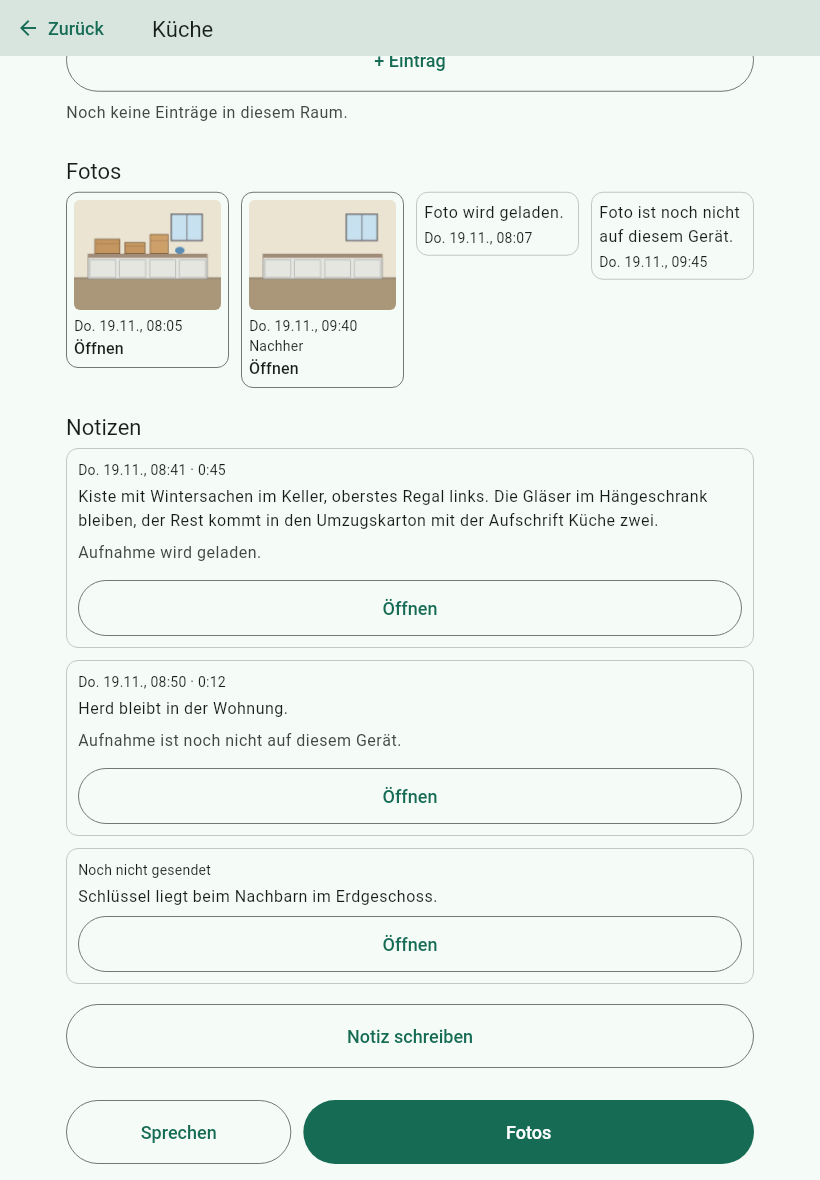 Zurück
Küche
+ Eintrag
Noch keine Einträge in diesem Raum.
Fotos
Do. 19.11., 08:05
Öffnen
Do. 19.11., 09:40
Nachher
Öffnen
Foto wird geladen.
Do. 19.11., 08:07
Foto ist noch nicht
auf diesem Gerät.
Do. 19.11., 09:45
Notizen
Do. 19.11., 08:41 · 0:45
Kiste mit Wintersachen im Keller, oberstes Regal links. Die Gläser im Hängeschrank
bleiben, der Rest kommt in den Umzugskarton mit der Aufschrift Küche zwei.
Aufnahme wird geladen.
Öffnen
Do. 19.11., 08:50 · 0:12
Herd bleibt in der Wohnung.
Aufnahme ist noch nicht auf diesem Gerät.
Öffnen
Noch nicht gesendet
Schlüssel liegt beim Nachbarn im Erdgeschoss.
Öffnen
Notiz schreiben
Sprechen
Fotos